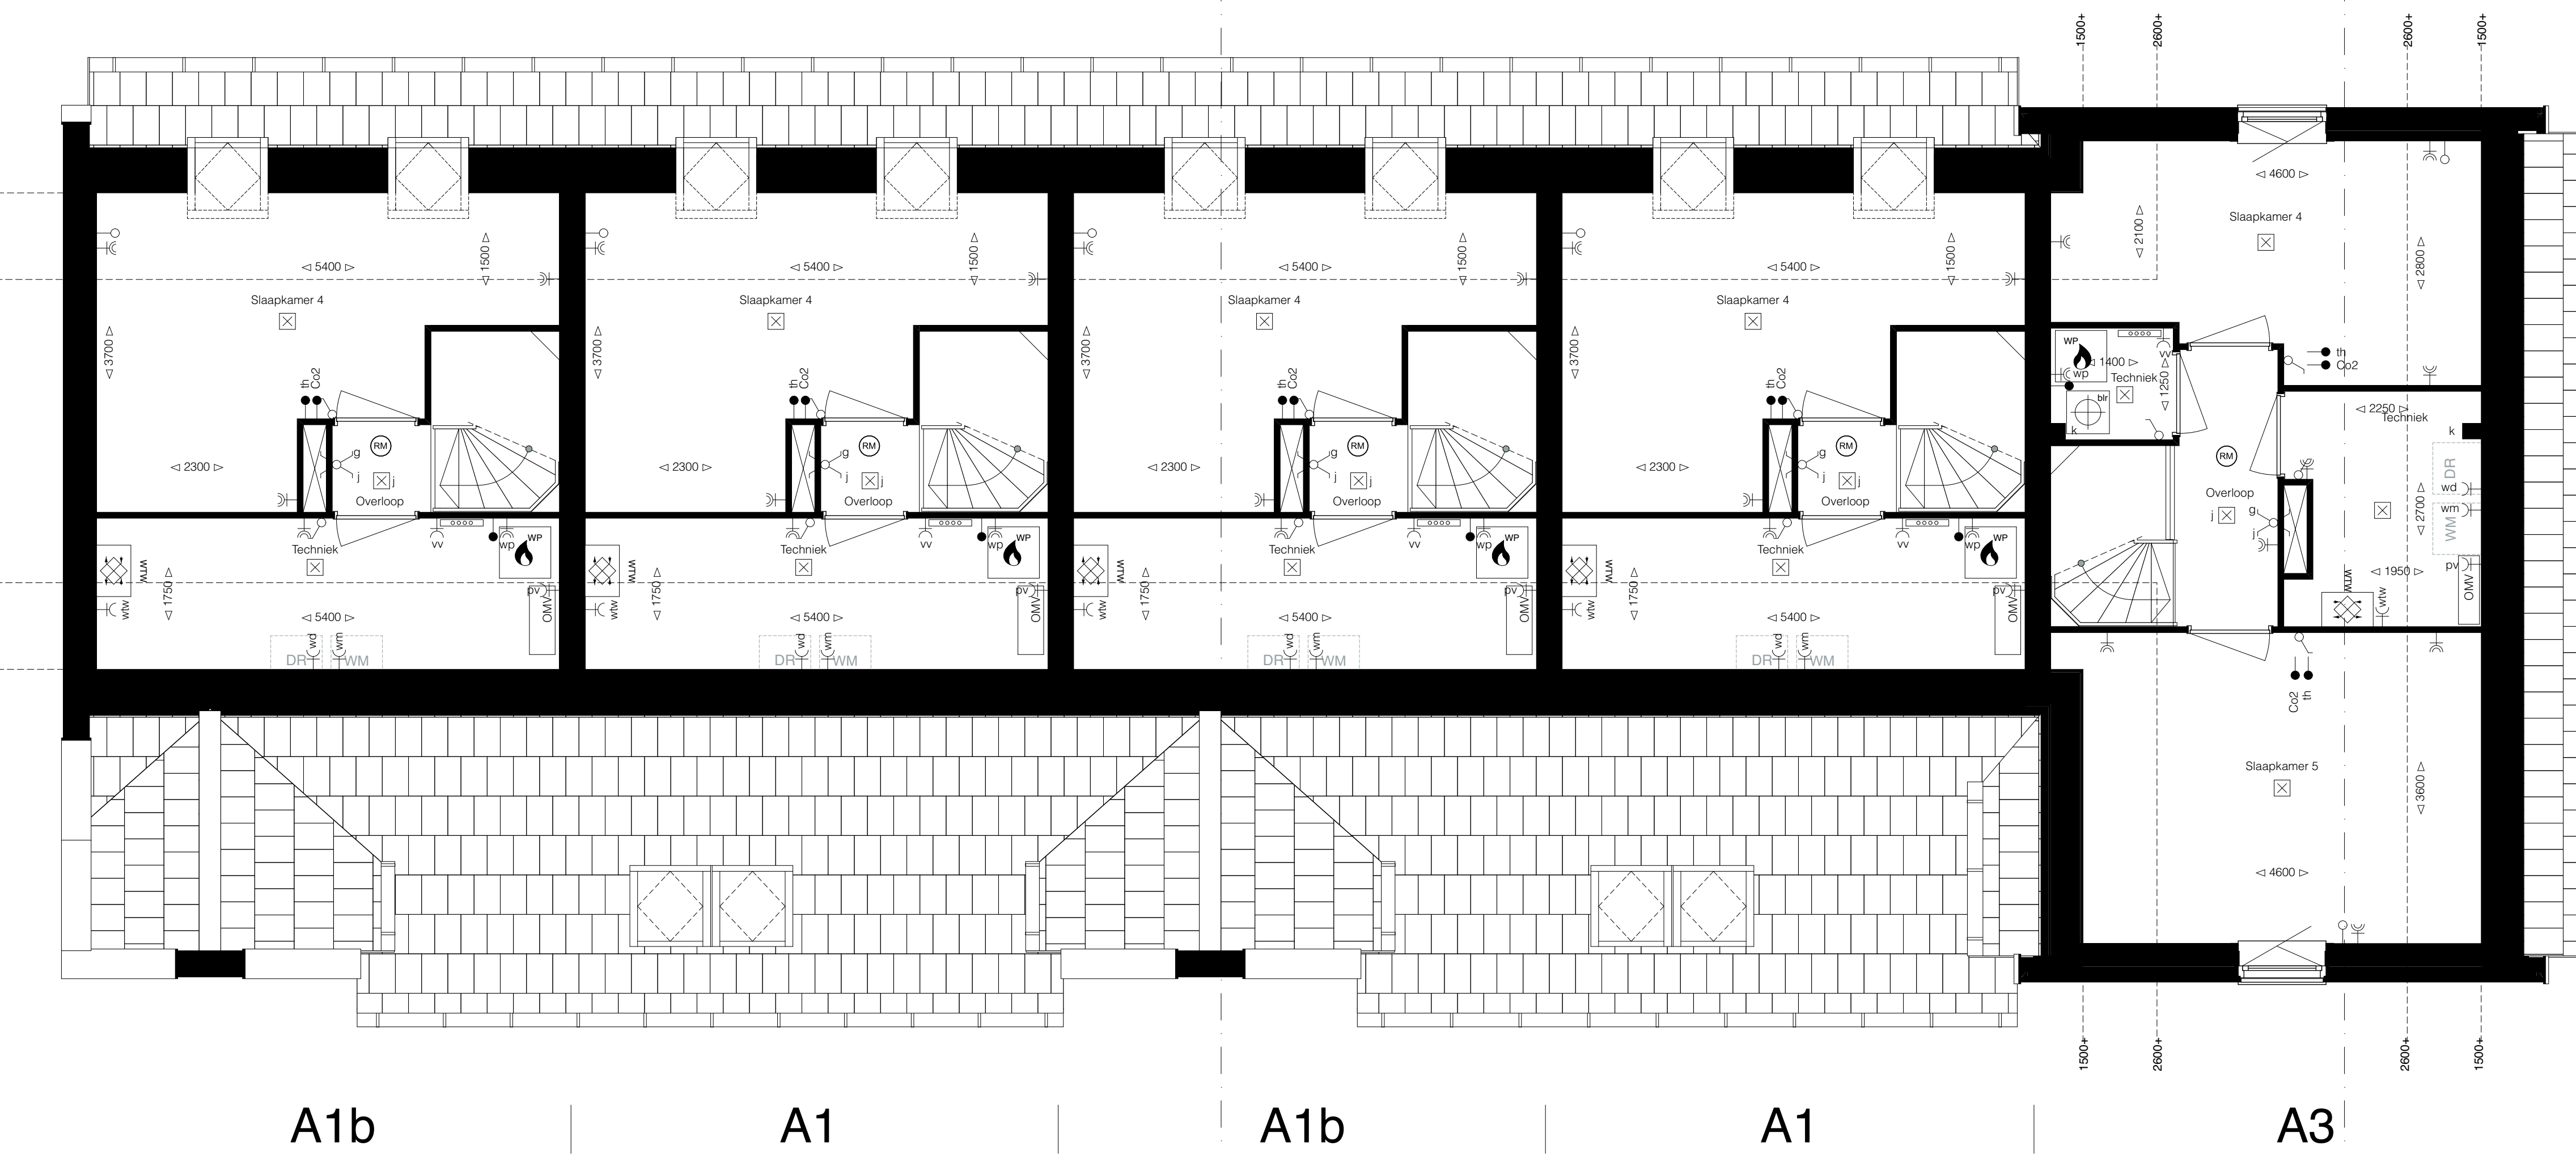 1500+
2600+
2600+
1500+
◁ 5400 ▷
◁ 1500 ▷
Slaapkamer 4
◁ 3700 ▷
th
Co2
◁ 2300 ▷
RM
g
j
j
Overloop
Techniek
WTW
wtw
◁ 1750 ▷
◁ 5400 ▷
vv
wp
WP
pv
OMV
DR
wd
wm
WM
◁ 5400 ▷
◁ 1500 ▷
Slaapkamer 4
◁ 3700 ▷
th
Co2
◁ 2300 ▷
RM
g
j
j
Overloop
Techniek
WTW
wtw
◁ 1750 ▷
◁ 5400 ▷
vv
wp
WP
pv
OMV
DR
wd
wm
WM
◁ 5400 ▷
◁ 1500 ▷
Slaapkamer 4
◁ 3700 ▷
th
Co2
◁ 2300 ▷
RM
g
j
j
Overloop
Techniek
WTW
wtw
◁ 1750 ▷
◁ 5400 ▷
vv
wp
WP
pv
OMV
DR
wd
wm
WM
◁ 5400 ▷
◁ 1500 ▷
Slaapkamer 4
◁ 3700 ▷
th
Co2
◁ 2300 ▷
RM
g
j
j
Overloop
Techniek
WTW
wtw
◁ 1750 ▷
◁ 5400 ▷
vv
wp
WP
pv
OMV
DR
wd
wm
WM
◁ 4600 ▷
Slaapkamer 4
◁ 2100 ▷
◁ 2800 ▷
WP
vv
◁ 1400 ▷
wp
Techniek
◁ 1250 ▷
blr
k
th
Co2
◁ 2250 ▷
Techniek
k
RM
DR
wd
wm
WM
◁ 2700 ▷
Overloop
g
j
j
◁ 1950 ▷
pv
OMV
WTW
wtw
Co2
th
Slaapkamer 5
◁ 3600 ▷
◁ 4600 ▷
1500+
2600+
2600+
1500+
A1b
A1
A1b
A1
A3